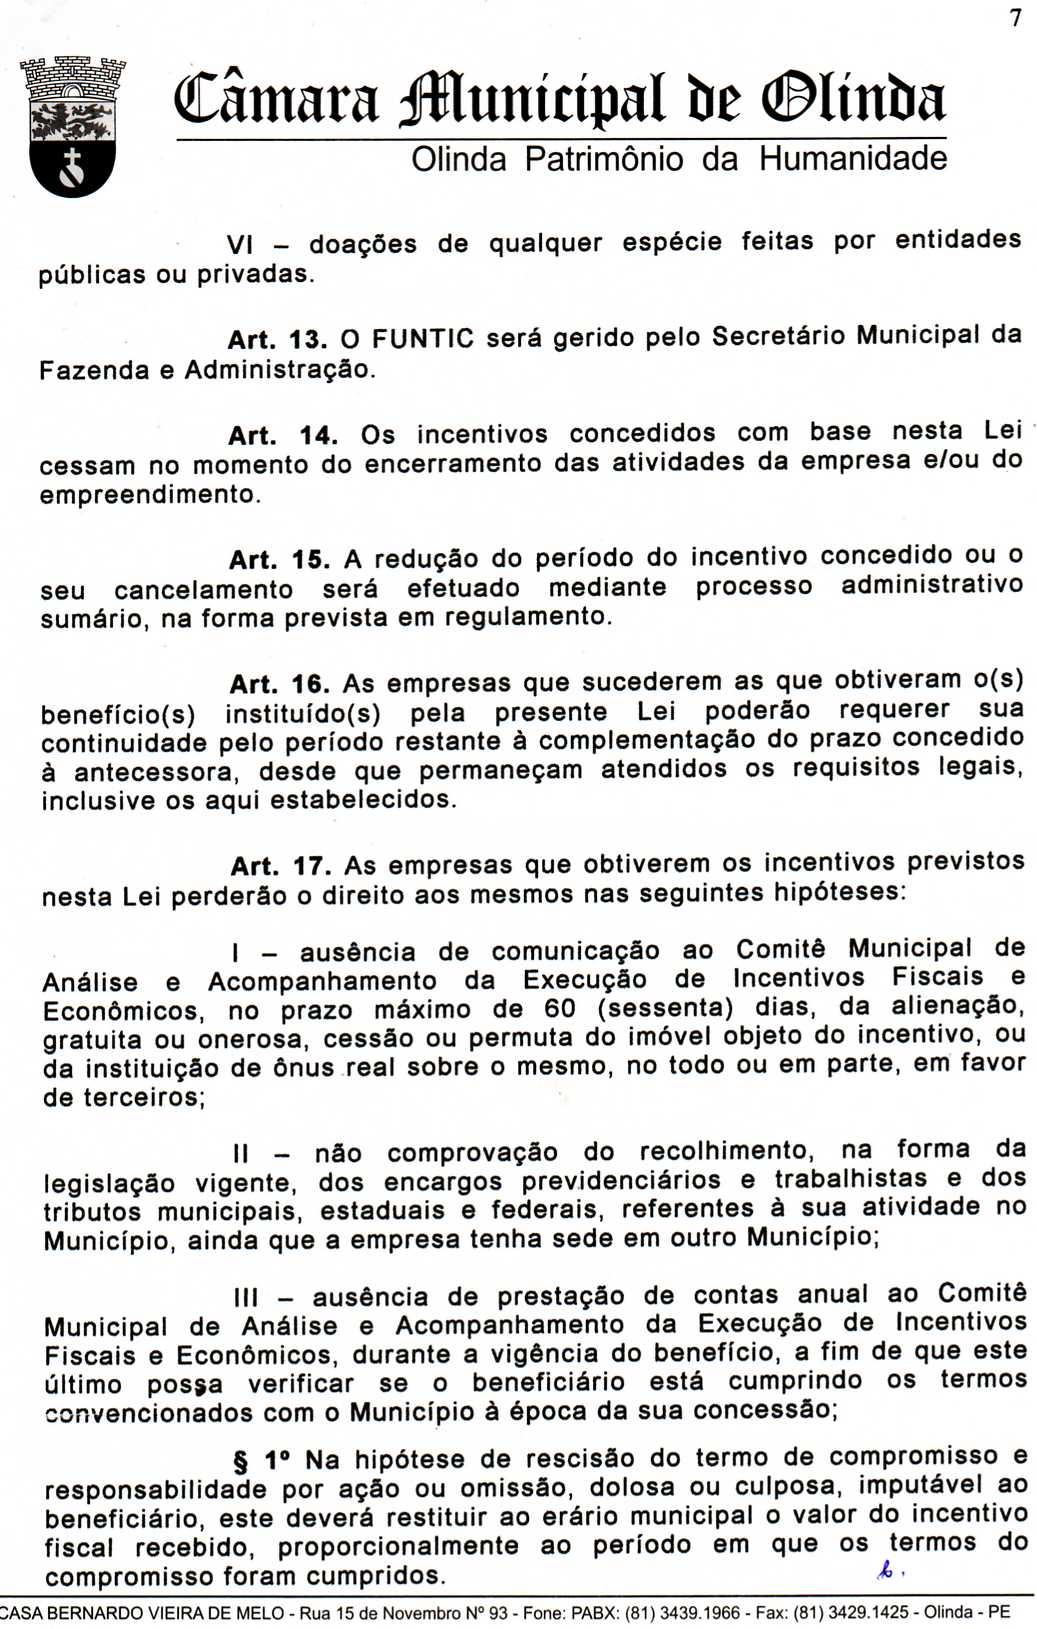 7
Câmara Municipal de Olinda
Olinda Patrimônio da Humanidade
VI – doações de qualquer espécie feitas por entidades
públicas ou privadas.
Art. 13. O FUNTIC será gerido pelo Secretário Municipal da
Fazenda e Administração.
Art. 14. Os incentivos concedidos com base nesta Lei
cessam no momento do encerramento das atividades da empresa e/ou do
empreendimento.
Art. 15. A redução do período do incentivo concedido ou o
seu cancelamento será efetuado mediante processo administrativo
sumário, na forma prevista em regulamento.
Art. 16. As empresas que sucederem as que obtiveram o(s)
benefício(s) instituído(s) pela presente Lei poderão requerer sua
continuidade pelo período restante à complementação do prazo concedido
à antecessora, desde que permaneçam atendidos os requisitos legais,
inclusive os aqui estabelecidos.
Art. 17. As empresas que obtiverem os incentivos previstos
nesta Lei perderão o direito aos mesmos nas seguintes hipóteses:
I – ausência de comunicação ao Comitê Municipal de
Análise e Acompanhamento da Execução de Incentivos Fiscais e
Econômicos, no prazo máximo de 60 (sessenta) dias, da alienação,
gratuita ou onerosa, cessão ou permuta do imóvel objeto do incentivo, ou
da instituição de ônus real sobre o mesmo, no todo ou em parte, em favor
de terceiros;
II – não comprovação do recolhimento, na forma da
legislação vigente, dos encargos previdenciários e trabalhistas e dos
tributos municipais, estaduais e federais, referentes à sua atividade no
Município, ainda que a empresa tenha sede em outro Município;
III – ausência de prestação de contas anual ao Comitê
Municipal de Análise e Acompanhamento da Execução de Incentivos
Fiscais e Econômicos, durante a vigência do benefício, a fim de que este
último possa verificar se o beneficiário está cumprindo os termos
convencionados com o Município à época da sua concessão;
§ 1º Na hipótese de rescisão do termo de compromisso e
responsabilidade por ação ou omissão, dolosa ou culposa, imputável ao
beneficiário, este deverá restituir ao erário municipal o valor do incentivo
fiscal recebido, proporcionalmente ao período em que os termos do
compromisso foram cumpridos.
CASA BERNARDO VIEIRA DE MELO - Rua 15 de Novembro Nº 93 - Fone: PABX: (81) 3439.1966 - Fax: (81) 3429.1425 - Olinda - PE